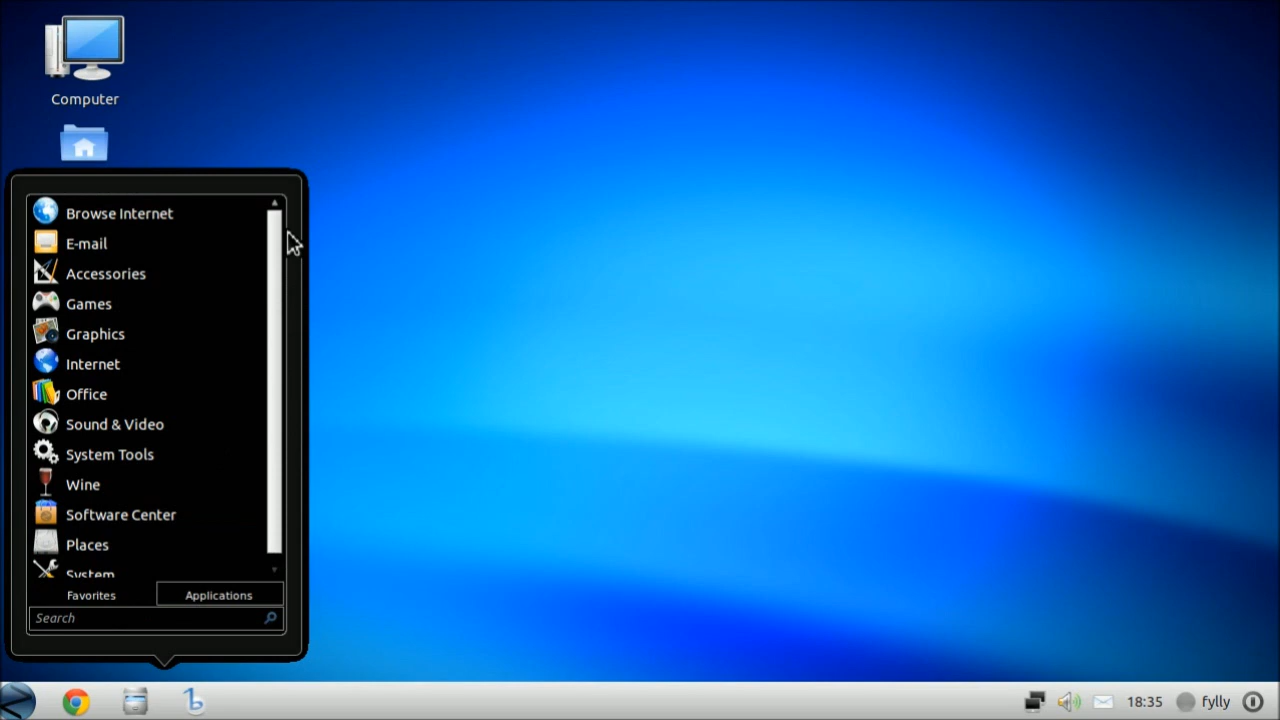 Computer
Browse Internet
E-mail
Accessories
Games
Graphics
Internet
Office
Sound & Video
System Tools
Wine
Software Center
Places
System
Favorites
Applications
Search
18:35
fylly